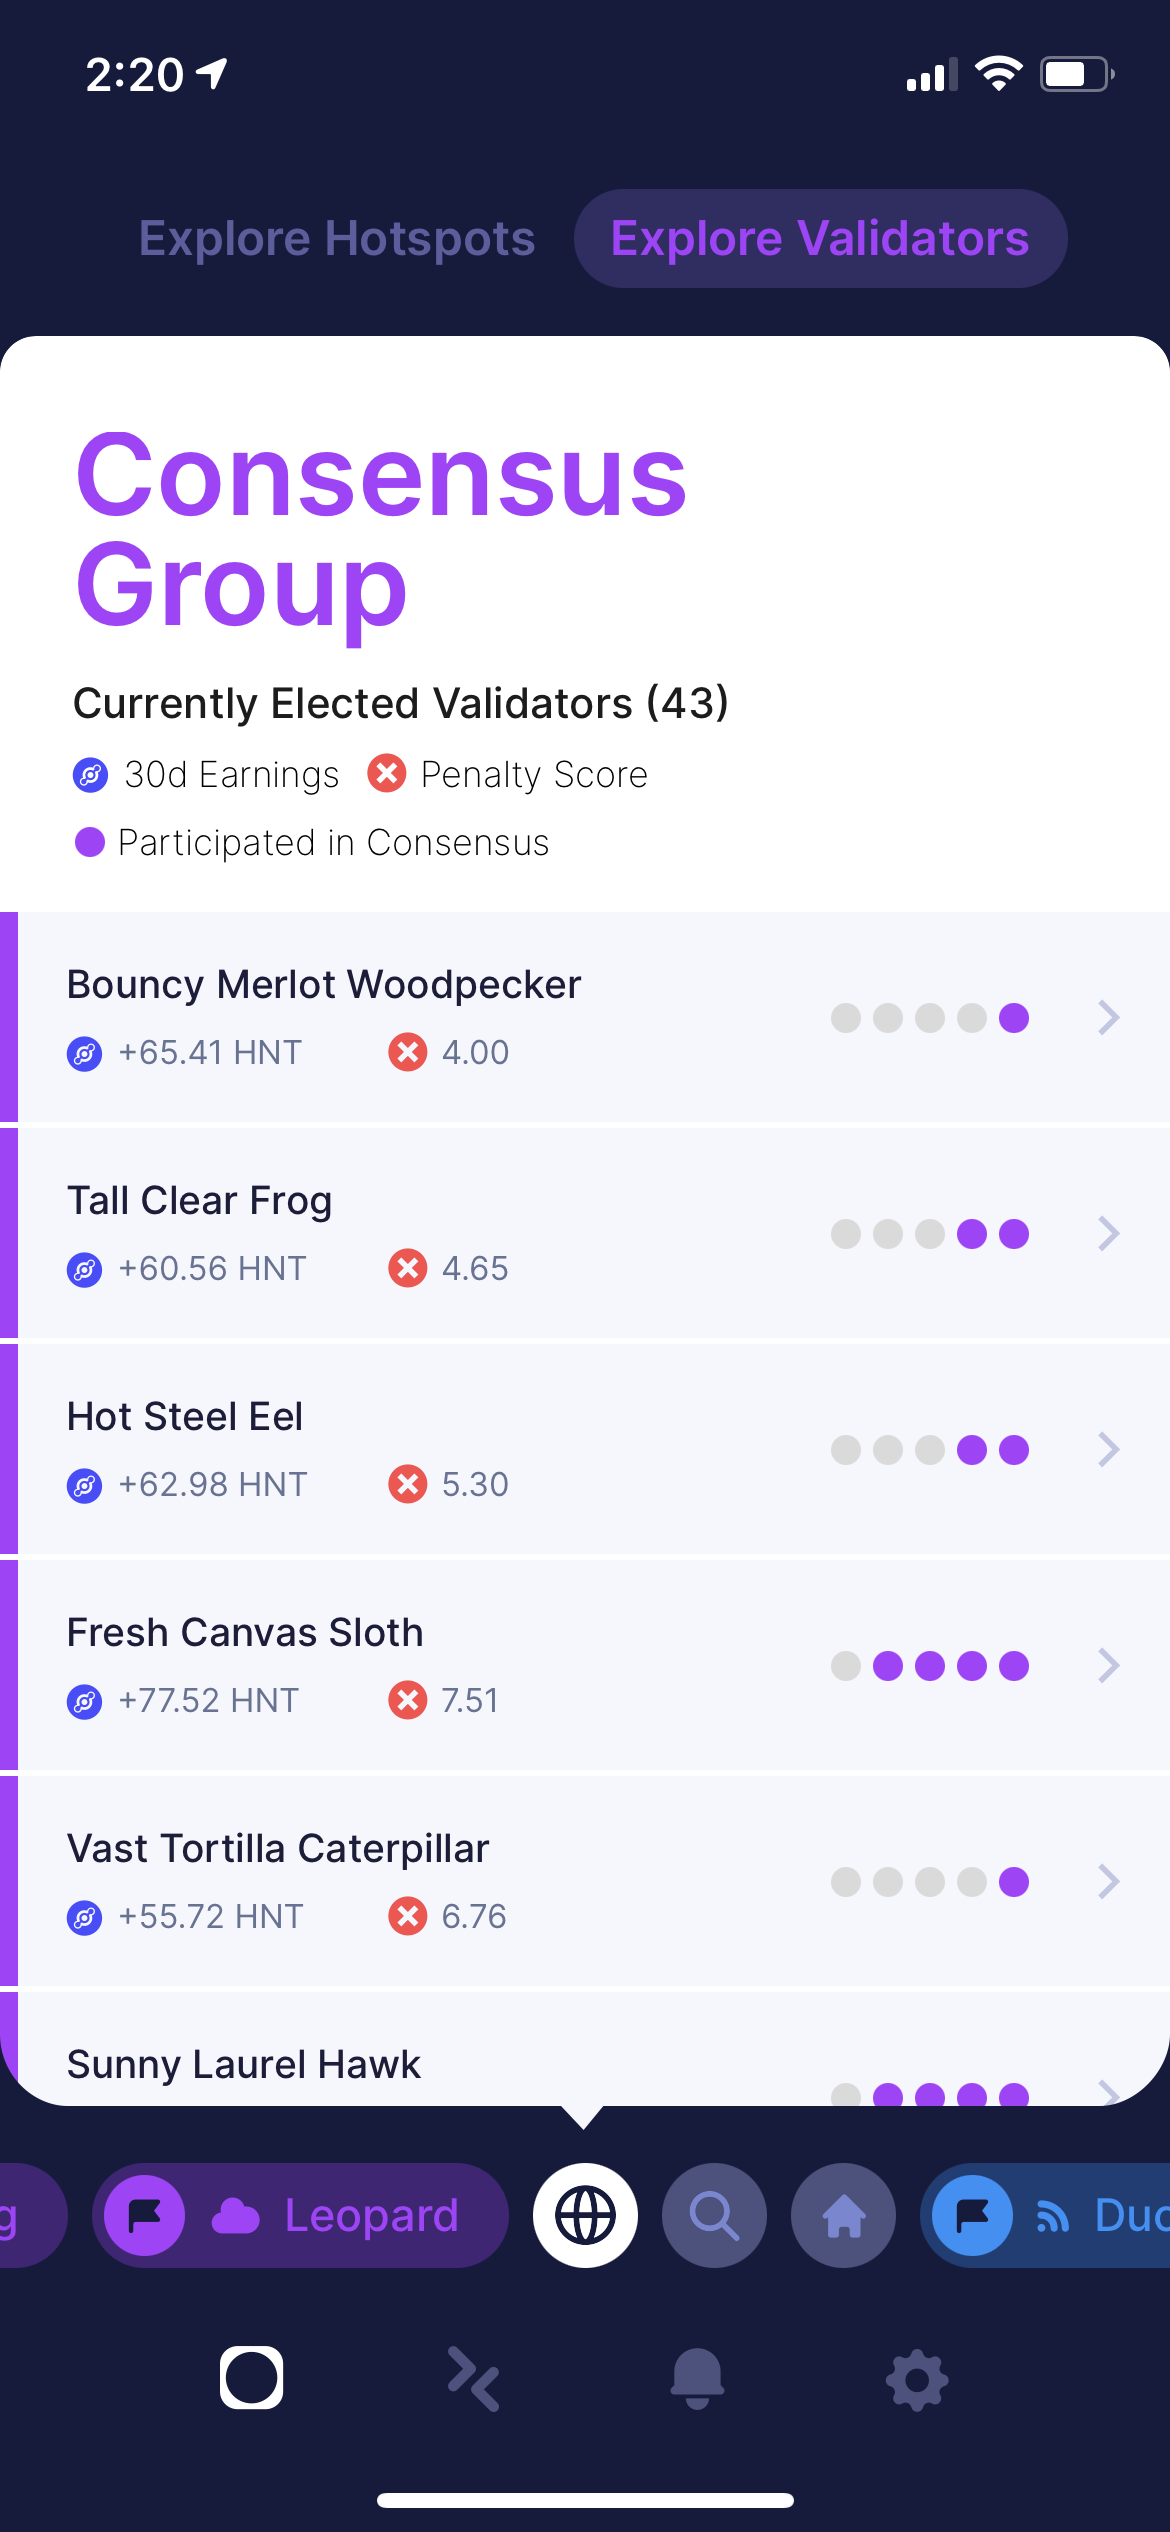 2:20
Explore Hotspots
Explore Validators
Consensus
Group
Currently Elected Validators (43)
30d Earnings
Penalty Score
Participated in Consensus
Bouncy Merlot Woodpecker
+65.41 HNT
4.00
Tall Clear Frog
+60.56 HNT
4.65
Hot Steel Eel
+62.98 HNT
5.30
Fresh Canvas Sloth
+77.52 HNT
7.51
Vast Tortilla Caterpillar
+55.72 HNT
6.76
Sunny Laurel Hawk
g
Leopard